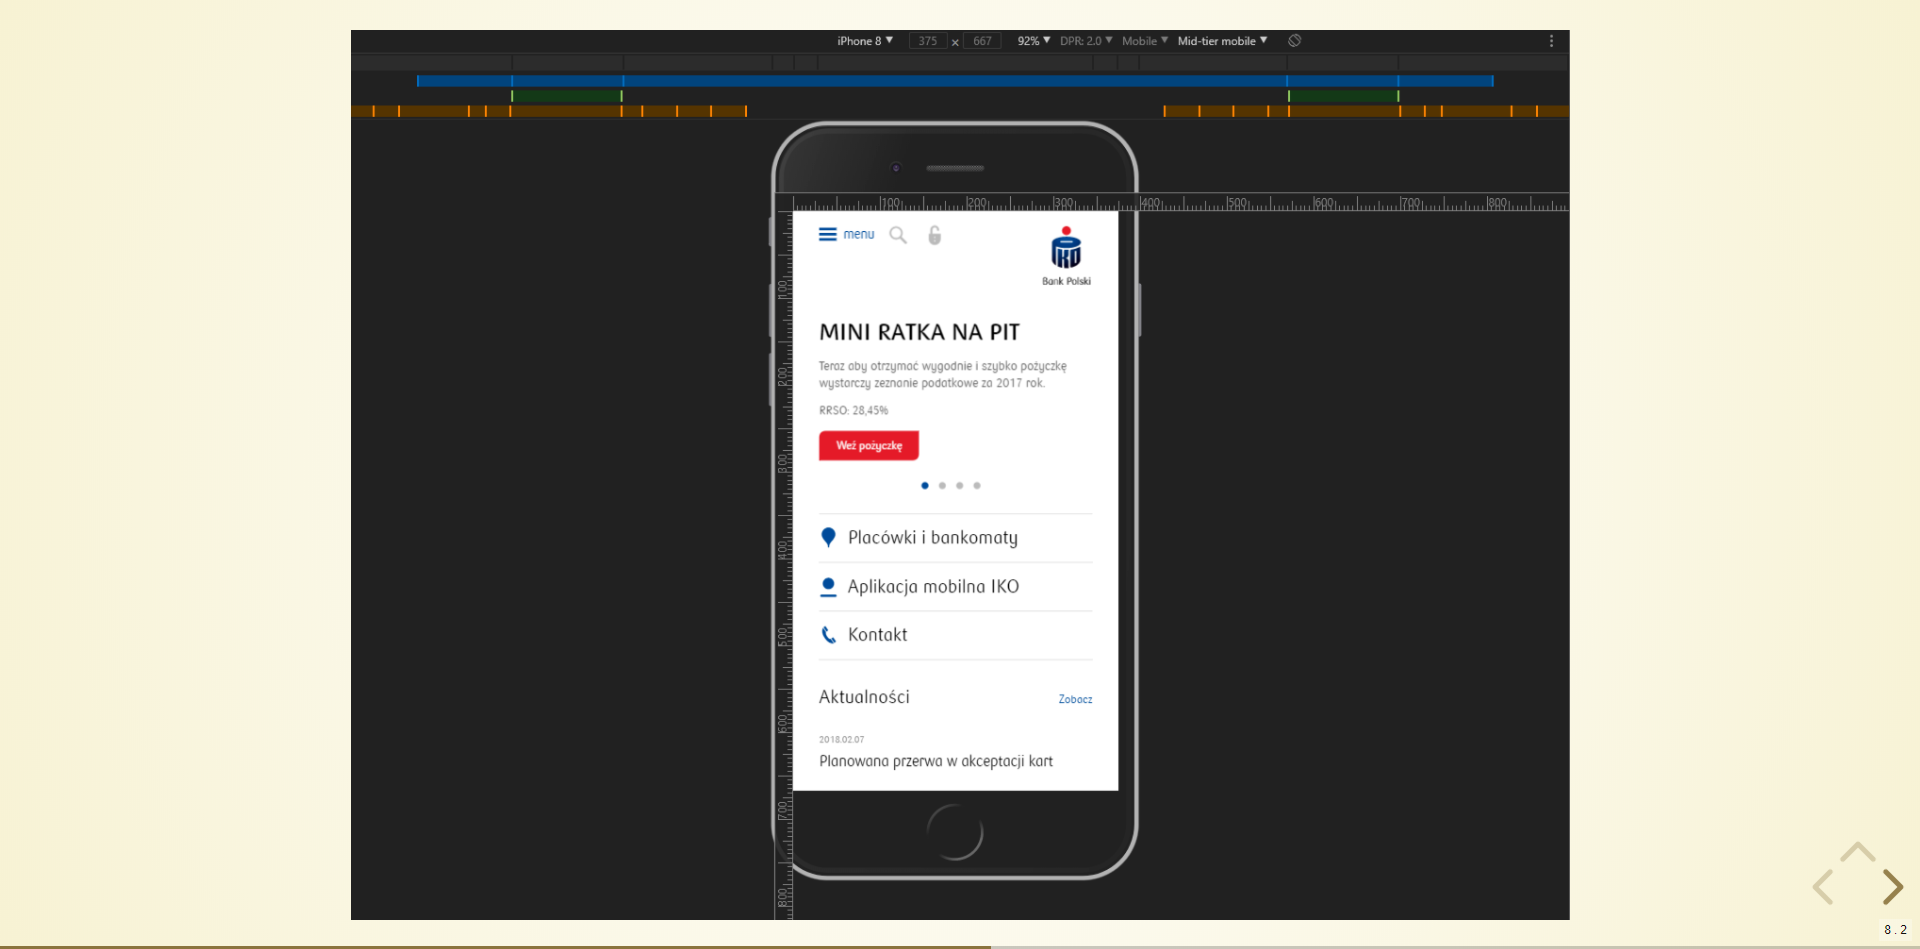 iPhone 8 ▼ 375 × 667 92% ▼ DPR: 2.0 ▼ Mobile ▼ Mid-tier mobile ▼
100 200 300 400 500 600 700 800
menu
Bank Polski
100
200
300
400
500
600
700
800
MINI RATKA NA PIT
Teraz aby otrzymać wygodnie i szybko pożyczkę
wystarczy zeznanie podatkowe za 2017 rok.
RRSO: 28,45%
Weź pożyczkę
Placówki i bankomaty
Aplikacja mobilna IKO
Kontakt
Aktualności Zobacz
2018.02.07
Planowana przerwa w akceptacji kart
8.2